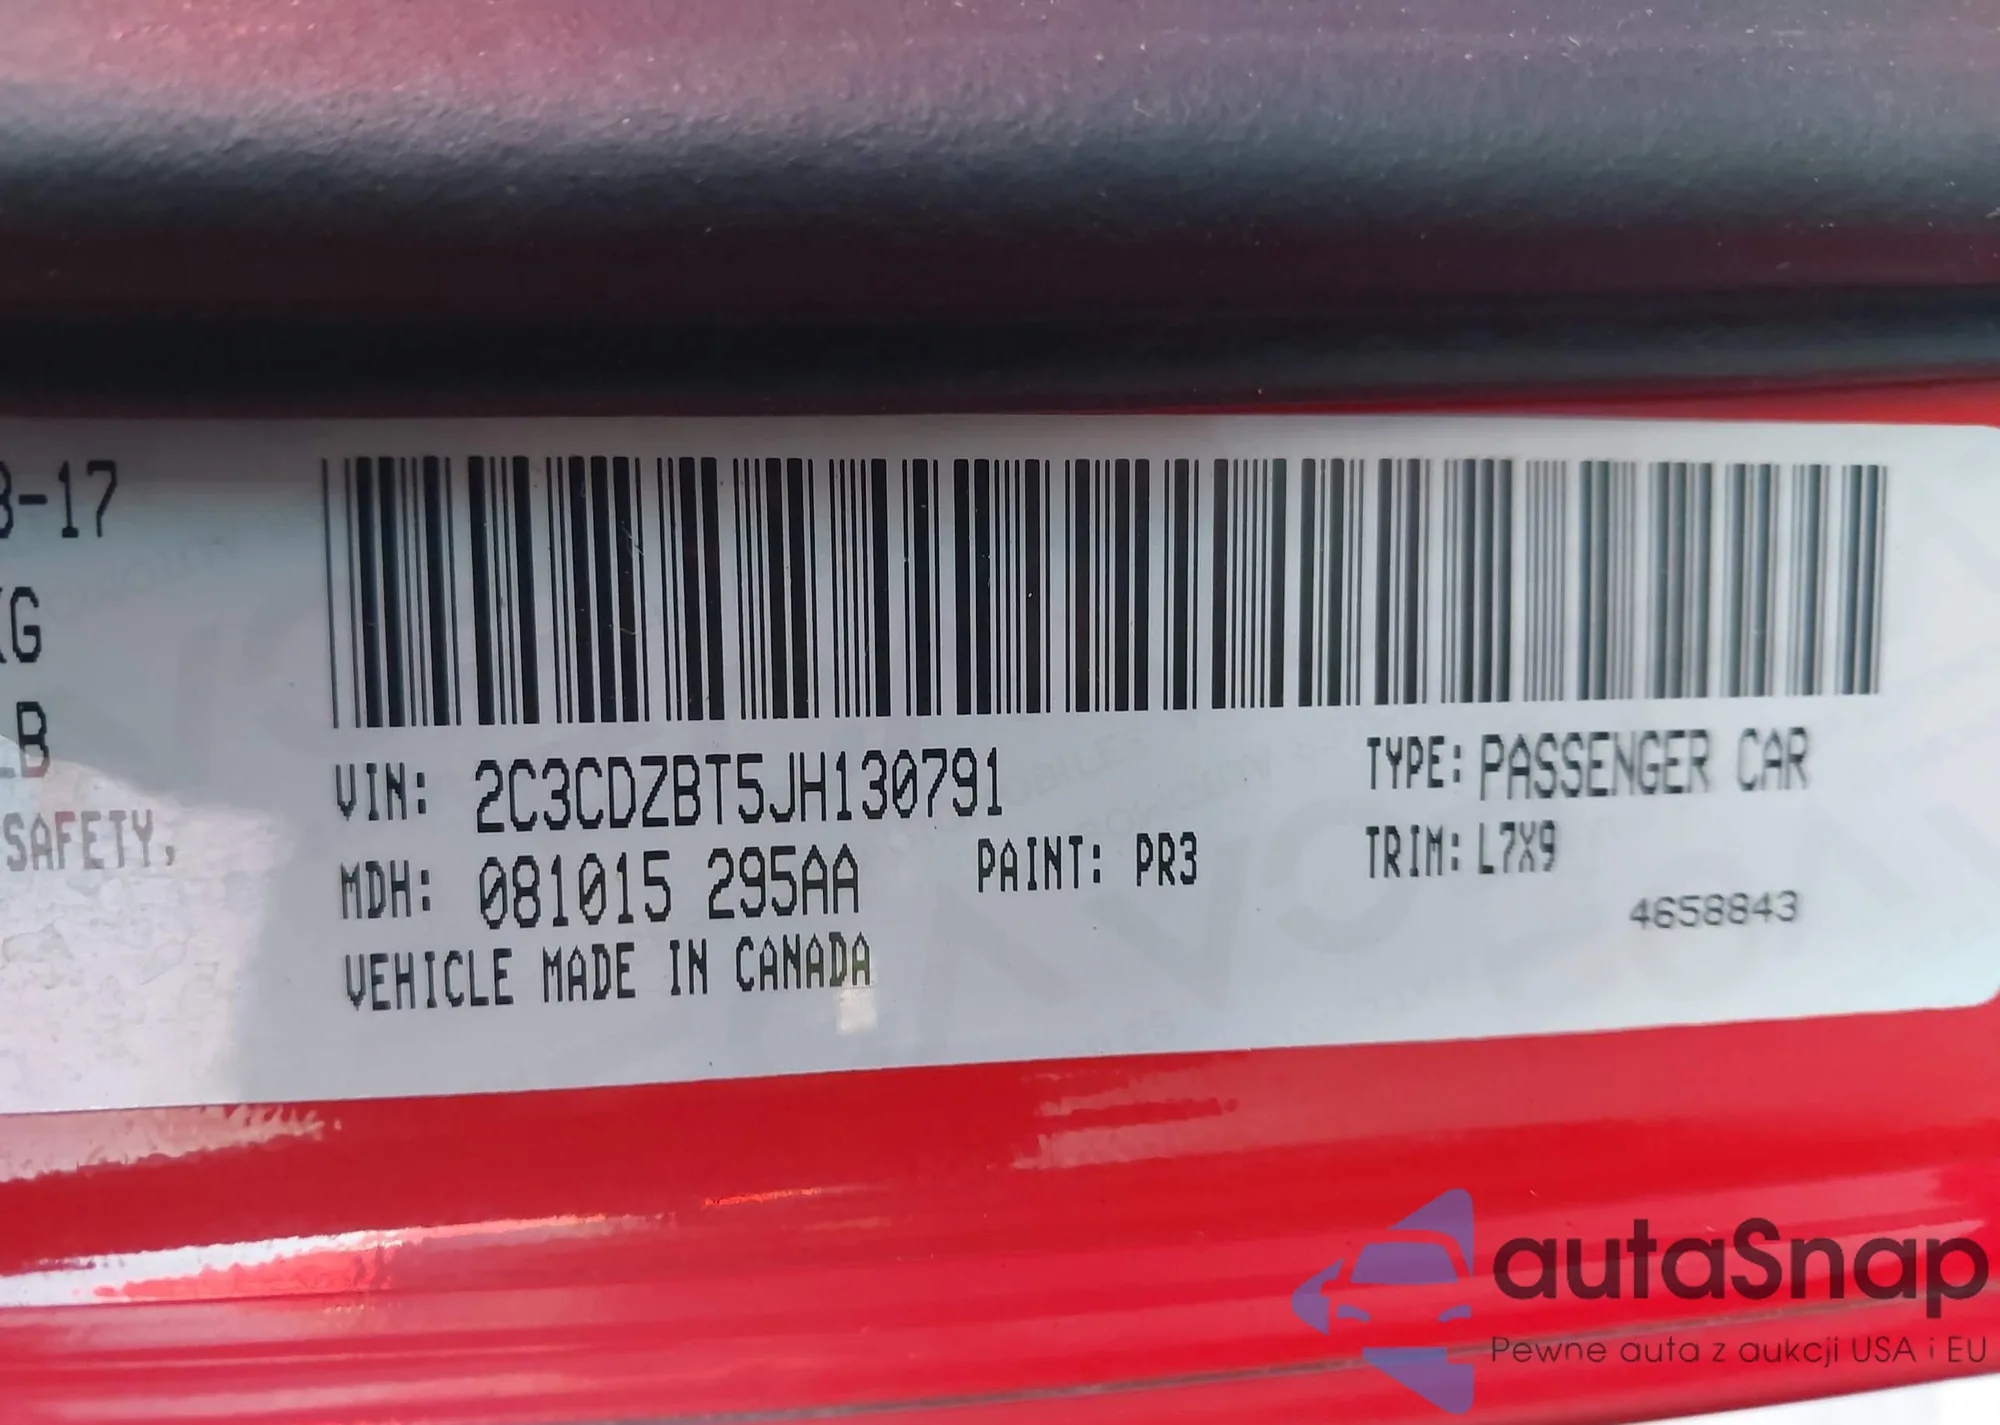 8-17
KG
LB
SAFETY,
VIN: 2C3CDZBT5JH130791
TYPE: PASSENGER CAR
MDH: 081015 295AA
PAINT: PR3
TRIM: L7X9
VEHICLE MADE IN CANADA
4658843
autaSnap
Pewne auta z aukcji USA i EU